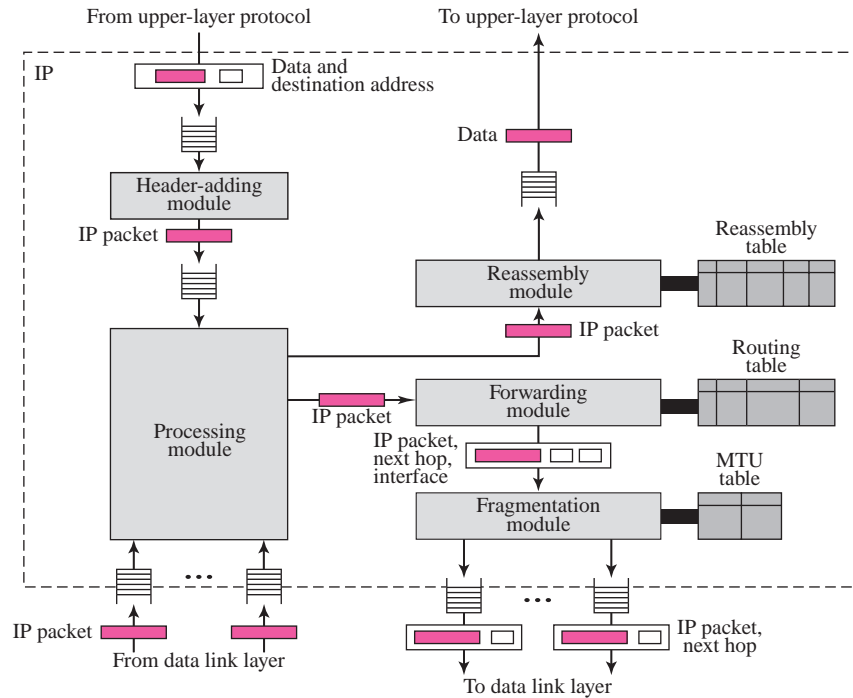 From upper-layer protocol
To upper-layer protocol
IP
Data and
destination address
Data
Header-adding
module
IP packet
Reassembly
table
Reassembly
module
IP packet
Routing
table
Processing
module
IP packet
Forwarding
module
IP packet,
next hop,
interface
MTU
table
Fragmentation
module
IP packet
From data link layer
IP packet,
next hop
To data link layer